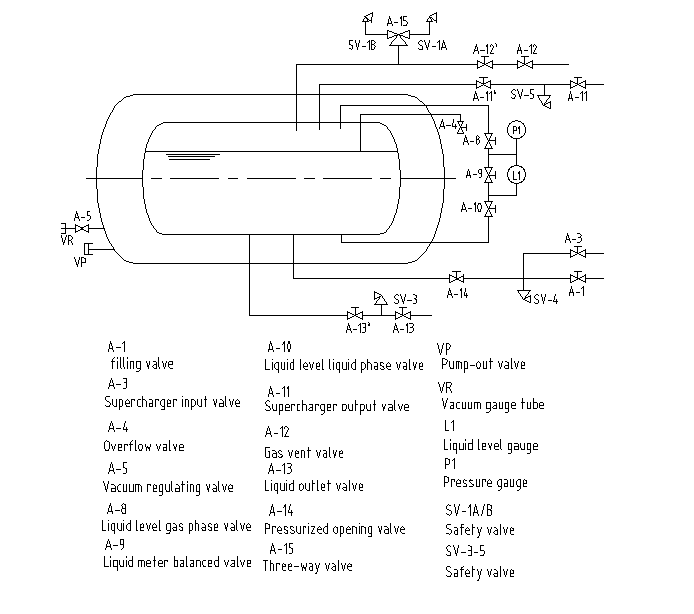 A-15
SV-1B
SV-1A
A-12'
A-12
A-11'
SV-5
A-11
A-4
A-8
P1
A-9
L1
A-10
A-5
VR
VP
A-3
A-14
SV-4
A-1
SV-3
A-13'
A-13
A-1
filling valve
A-3
Supercharger input valve
A-4
Overflow valve
A-5
Vacuum regulating valve
A-8
Liquid level gas phase valve
A-9
Liquid meter balanced valve
A-10
Liquid level liquid phase valve
A-11
Supercharger output valve
A-12
Gas vent valve
A-13
Liquid outlet valve
A-14
Pressurized opening valve
A-15
Three-way valve
VP
Pump-out valve
VR
Vacuum gauge tube
L1
Liquid level gauge
P1
Pressure gauge
SV-1A/B
Safety valve
SV-3-5
Safety valve